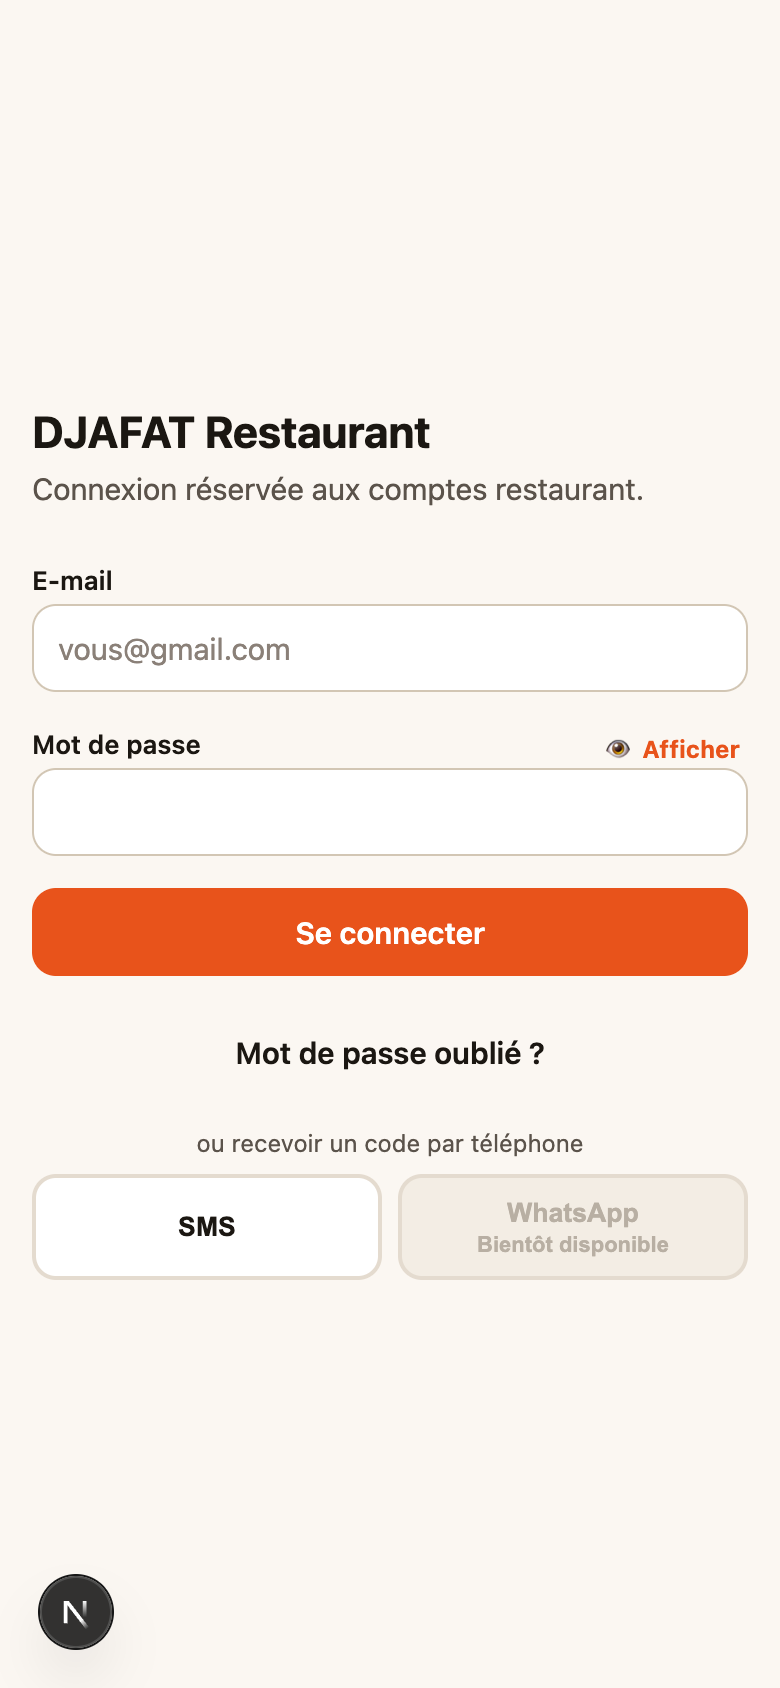 DJAFAT Restaurant
Connexion réservée aux comptes restaurant.
E-mail
vous@gmail.com
Mot de passe
Afficher
Se connecter
Mot de passe oublié ?
ou recevoir un code par téléphone
SMS
WhatsApp
Bientôt disponible
N